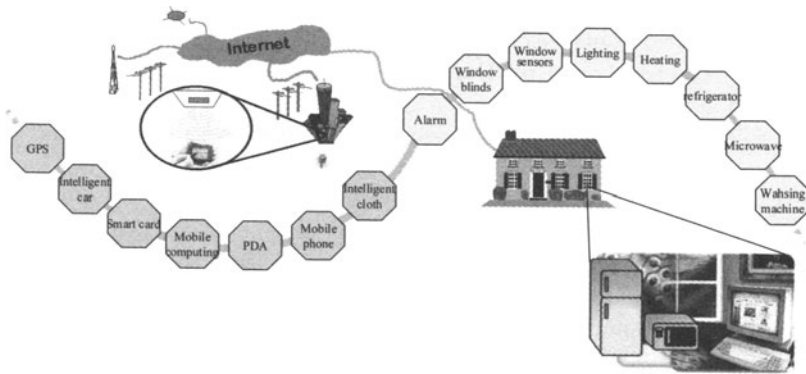 Internet
Window
blinds
Window
sensors
Lighting
Heating
refrigerator
Microwave
Wahsing
machine
Alarm
GPS
Intelligent
car
Smart card
Mobile
computing
PDA
Mobile
phone
Intelligent
cloth